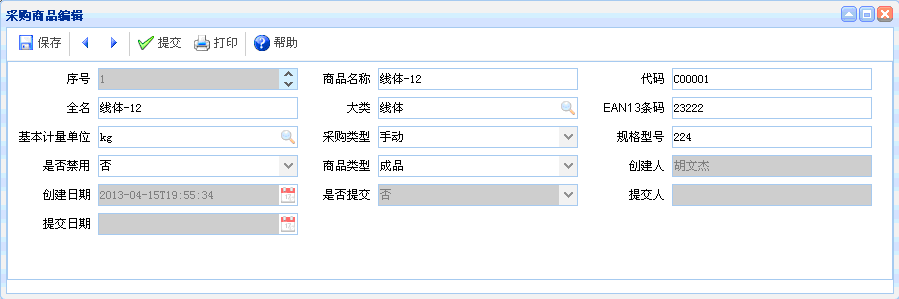 采购商品编辑
保存 提交 打印 帮助
序号 1 商品名称 线体-12 代码 C00001
全名 线体-12 大类 线体 EAN13条码 23222
基本计量单位 kg 采购类型 手动 规格型号 224
是否禁用 否 商品类型 成品 创建人 胡文杰
创建日期 2013-04-15T19:55:34 是否提交 否 提交人
提交日期